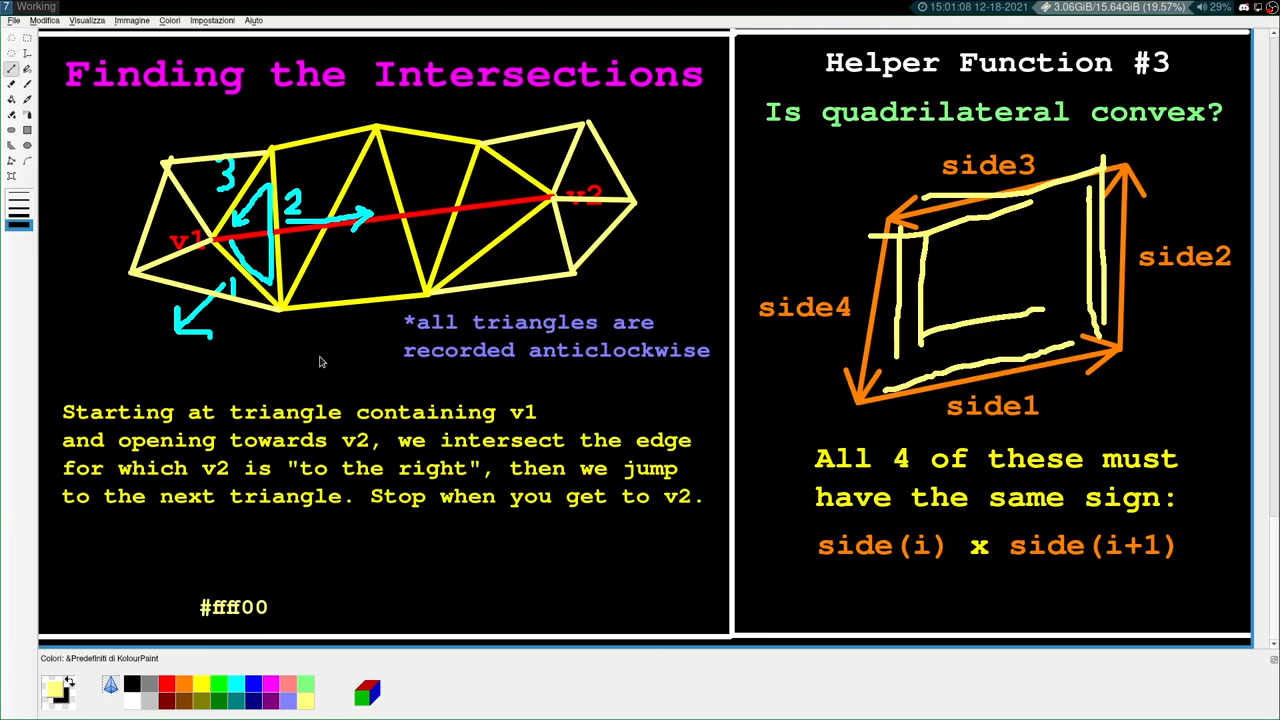 7 Working
15:01:08 12-18-2021
3.06GiB/15.64GiB (19.57%)
29%
File Modifica Visualizza Immagine Colori Impostazioni Aiuto
Finding the Intersections
3
2
v1
v2
1
*all triangles are
recorded anticlockwise
Starting at triangle containing v1
and opening towards v2, we intersect the edge
for which v2 is "to the right", then we jump
to the next triangle. Stop when you get to v2.
#ffff00
Helper Function #3
Is quadrilateral convex?
side3
side2
side4
side1
All 4 of these must
have the same sign:
side(i) x side(i+1)
Colori: &Predefiniti di KolourPaint